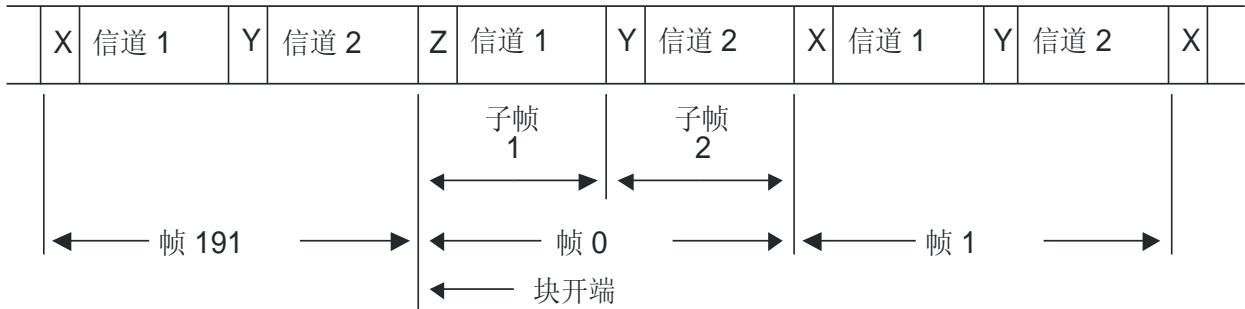 X 信道 1 Y 信道 2 Z 信道 1 Y 信道 2 X 信道 1 Y 信道 2 X
子帧 子帧
1 2
帧 191 帧 0 帧 1
块开端